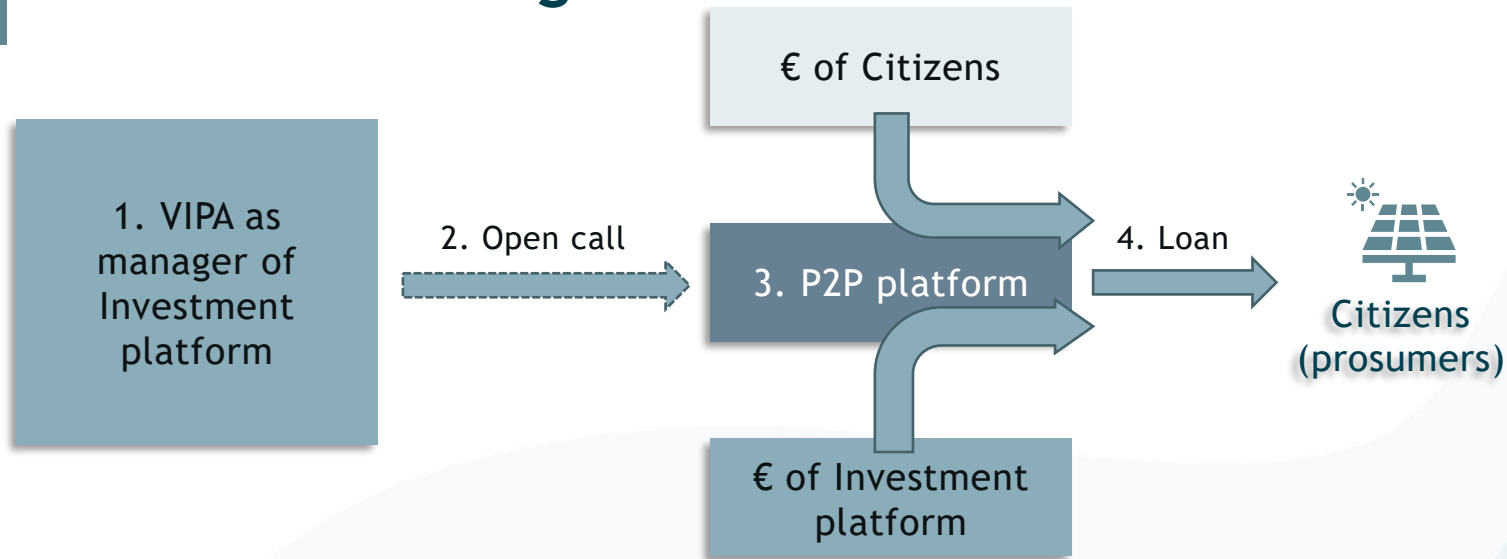 € of Citizens
1. VIPA as
manager of
Investment
platform
2. Open call
3. P2P platform
4. Loan
Citizens
(prosumers)
€ of Investment
platform